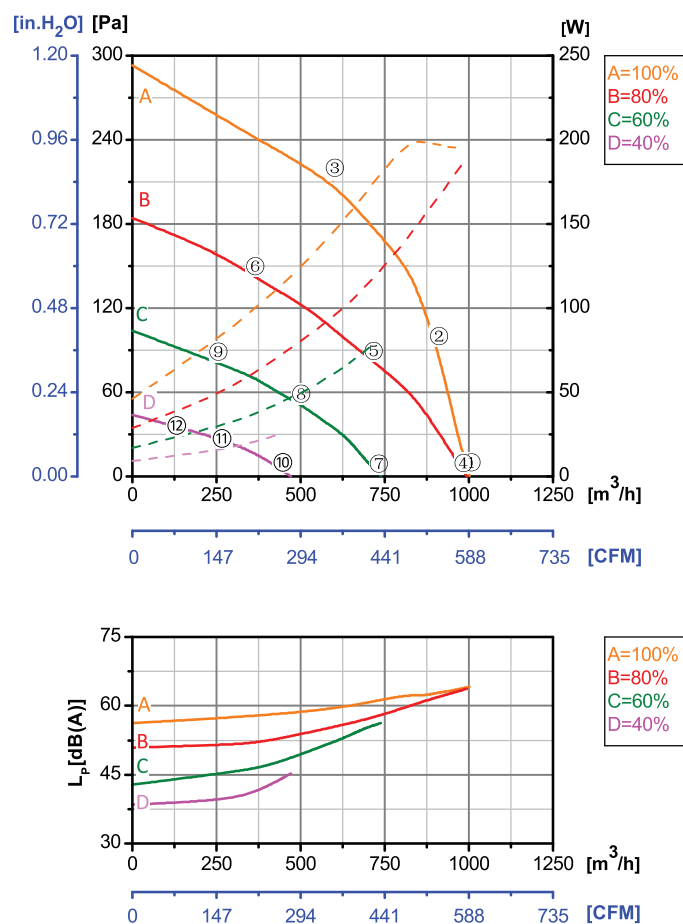 [in.H₂O] [Pa] [W]
1.20 300 250
A=100%
B=80%
C=60%
D=40%
A
0.96 240 200
③
B
0.72 180 150
⑥
C
0.48 120 100
②
⑨ ⑤
0.24 60 50
D ⑧
⑫ ⑪
⑩ ⑦ ④①
0.00 0 0
0 250 500 750 1000 1250 [m³/h]
0 147 294 441 588 735 [CFM]
75
A=100%
B=80%
C=60%
D=40%
60
A
B
45
C
D
30
Lₚ[dB(A)]
0 250 500 750 1000 1250 [m³/h]
0 147 294 441 588 735 [CFM]